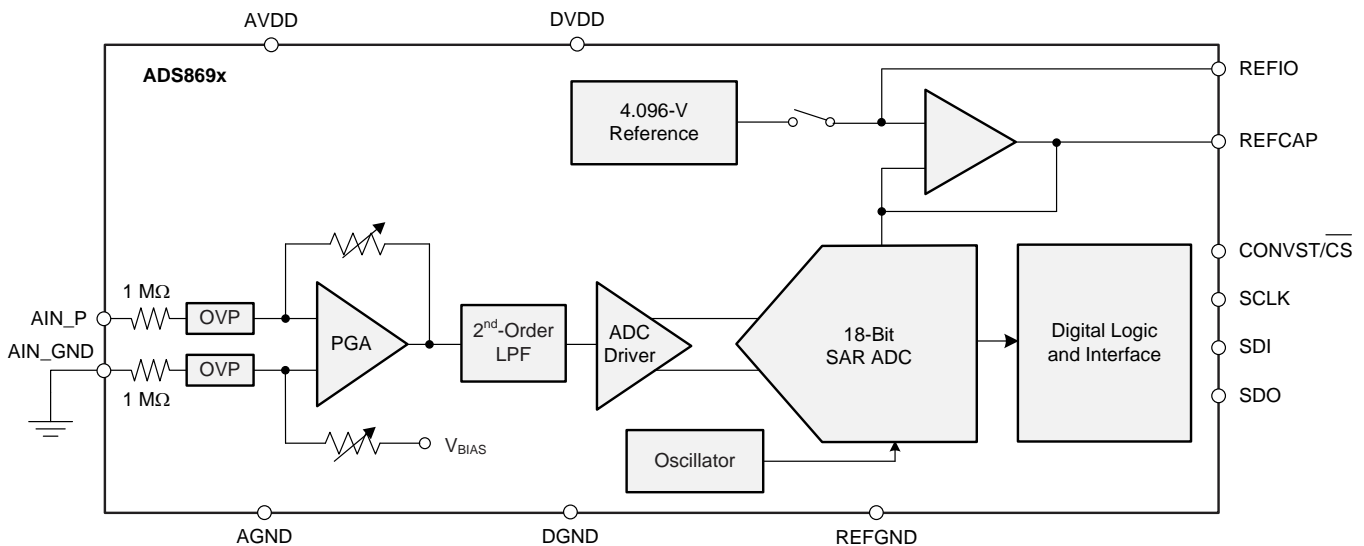 AVDD
DVDD
ADS869x
REFIO
4.096-V
Reference
REFCAP
CONVST/C̅S̅
1 MΩ
OVP
AIN_P
SCLK
AIN_GND
PGA
2nd-Order
LPF
ADC
Driver
18-Bit
SAR ADC
Digital Logic
and Interface
SDI
OVP
1 MΩ
SDO
VBIAS
Oscillator
AGND
DGND
REFGND